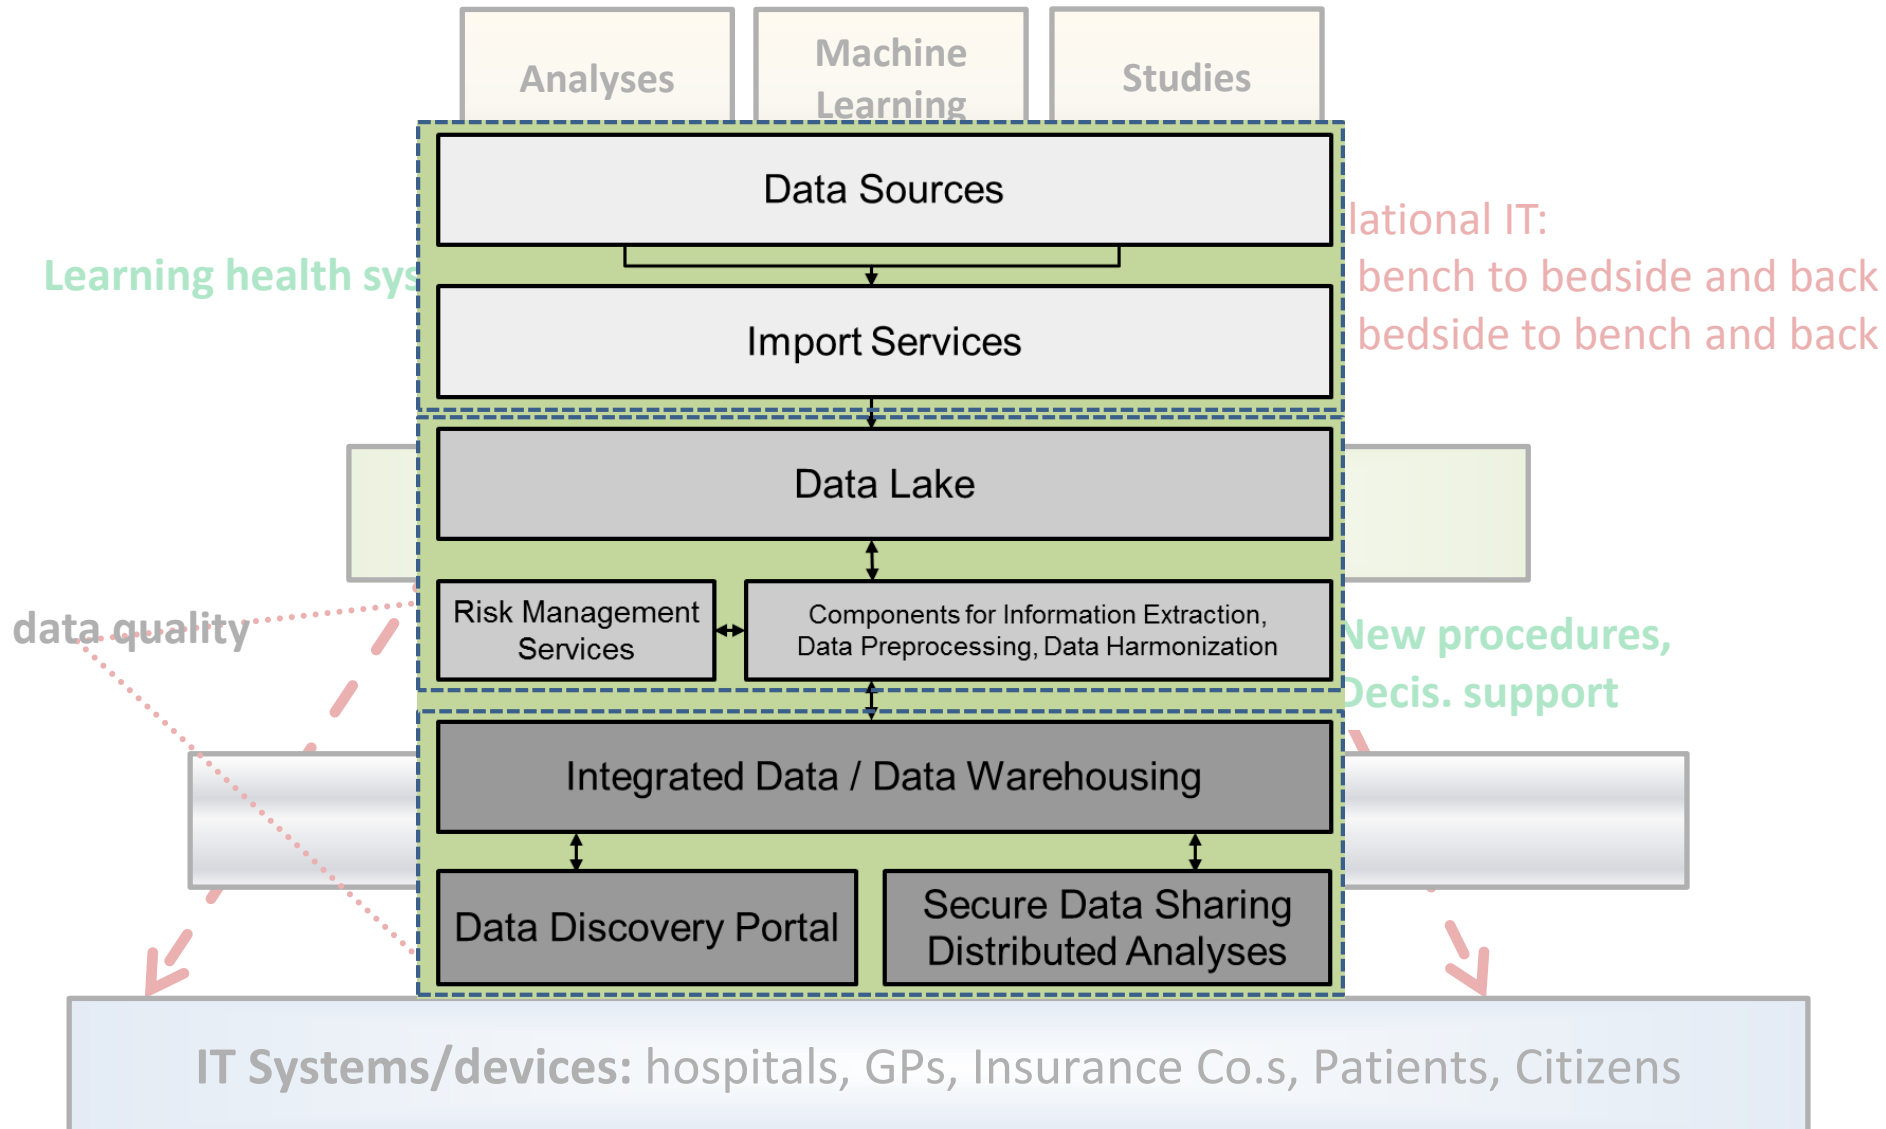 Analyses
Machine
Learning
Studies
Data Sources
lational IT:
Learning health sys
bench to bedside and back
Import Services
bedside to bench and back
Data Lake
Risk Management
Services
Components for Information Extraction,
Data Preprocessing, Data Harmonization
data quality
New procedures,
Decis. support
Integrated Data / Data Warehousing
Data Discovery Portal
Secure Data Sharing
Distributed Analyses
IT Systems/devices: hospitals, GPs, Insurance Co.s, Patients, Citizens